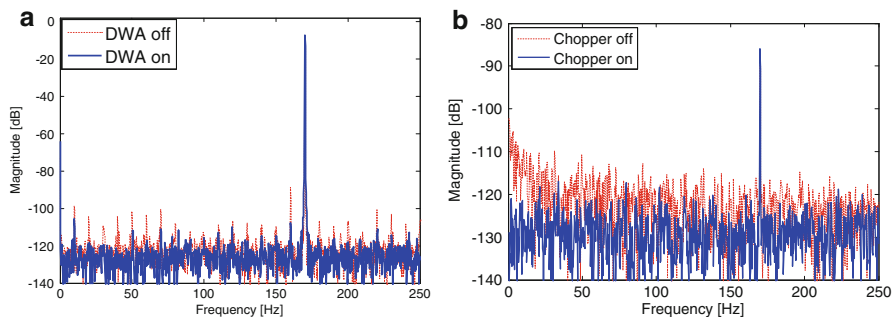 a
DWA off
DWA on
0
-20
-40
-60
-80
-100
-120
-140
Magnitude [dB]
0 50 100 150 200 250
Frequency [Hz]
b
Chopper off
Chopper on
-80
-90
-100
-110
-120
-130
-140
Magnitude [dB]
0 50 100 150 200 250
Frequency [Hz]